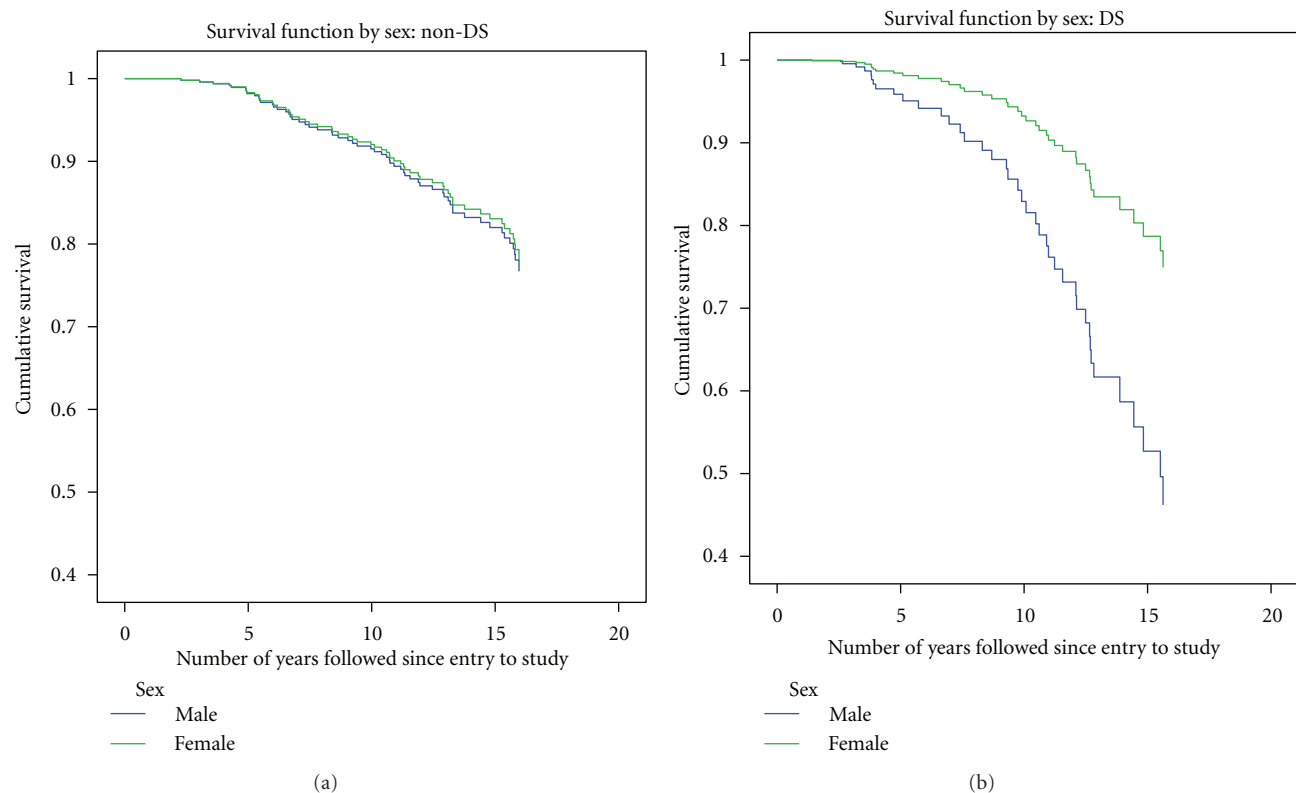 Survival function by sex: non-DS
1
0.9
0.8
0.7
0.6
0.5
0.4
Cumulative survival
0
5
10
15
20
Number of years followed since entry to study
Sex
Male
Female
(a)
Survival function by sex: DS
1
0.9
0.8
0.7
0.6
0.5
0.4
Cumulative survival
0
5
10
15
20
Number of years followed since entry to study
Sex
Male
Female
(b)